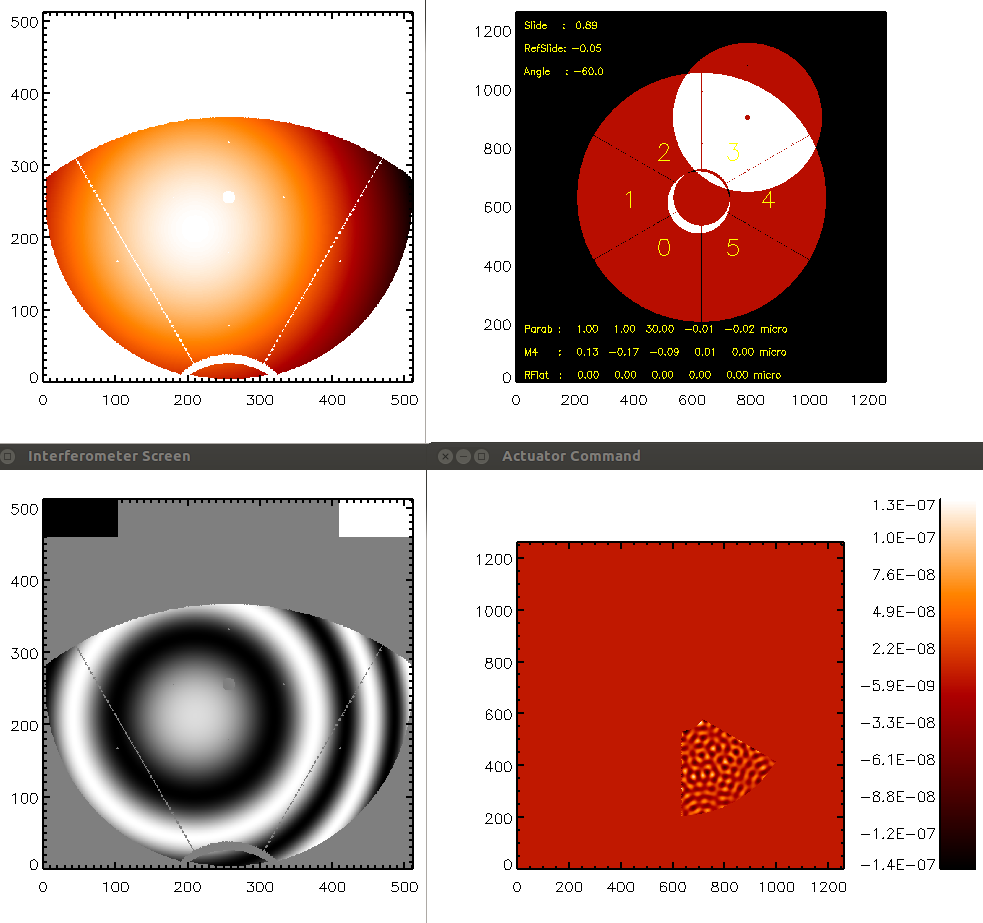 500
400
300
200
100
0
0 100 200 300 400 500
1200
1000
800
600
400
200
0
0 200 400 600 800 1000 1200
Slide : 0.89
RefSlide: -0.05
Angle : -60.0
2 3
1 4
0 5
Parab : 1.00 1.00 30.00 -0.01 -0.02 micro
M4 : 0.13 -0.17 -0.09 0.01 0.00 micro
RFlat : 0.00 0.00 0.00 0.00 0.00 micro
Interferometer Screen
Actuator Command
500
400
300
200
100
0
0 100 200 300 400 500
1200
1000
800
600
400
200
0
0 200 400 600 800 1000 1200
1.3E-07
1.0E-07
7.6E-08
4.9E-08
2.2E-08
-5.9E-09
-3.3E-08
-6.1E-08
-8.8E-08
-1.2E-07
-1.4E-07